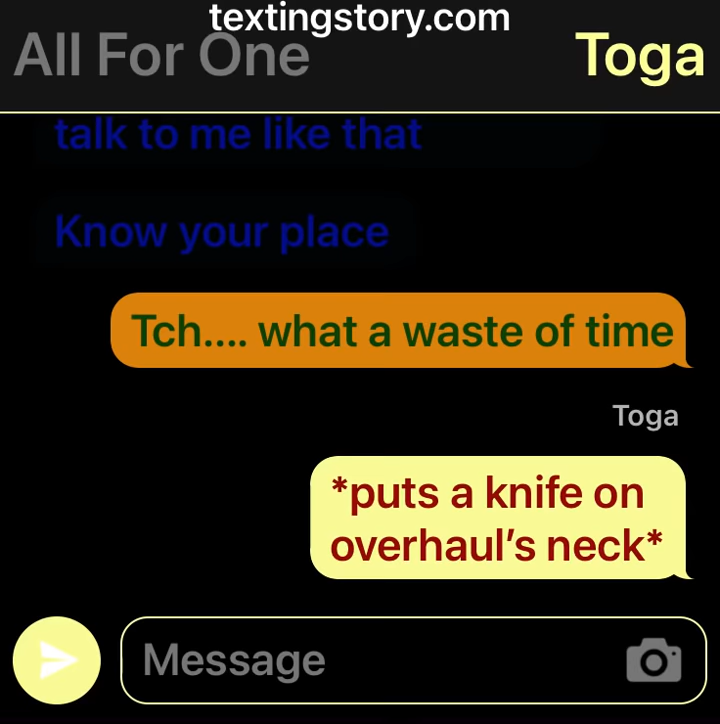 textingstory.com
All For One
Toga
talk to me like that
Know your place
Tch.... what a waste of time
Toga
*puts a knife on
overhaul's neck*
Message